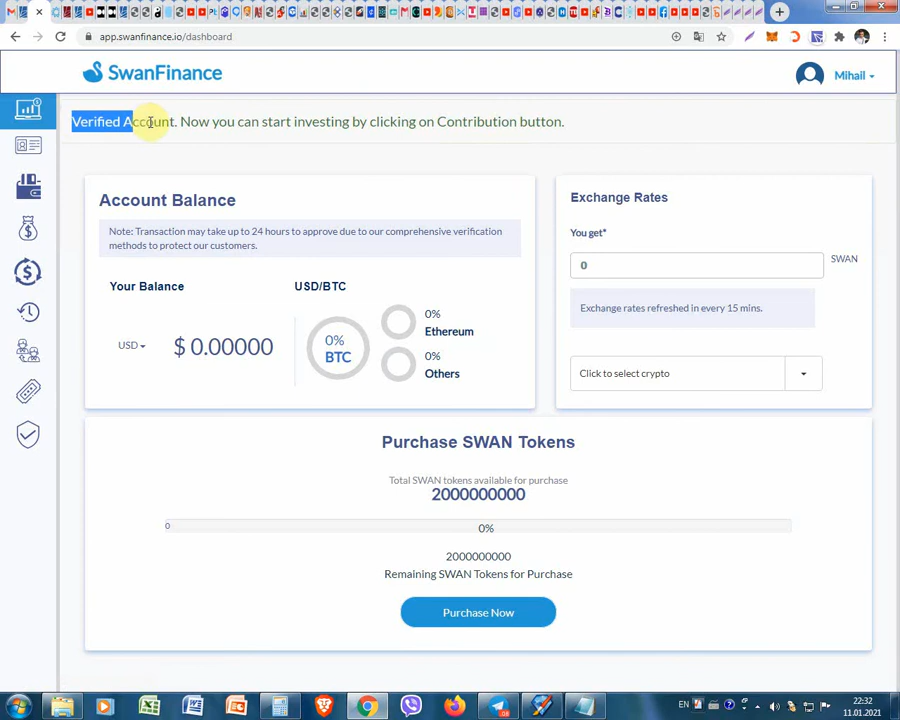 app.swanfinance.io/dashboard
SwanFinance
Mihail
Verified Account. Now you can start investing by clicking on Contribution button.
Account Balance
Note: Transaction may take up to 24 hours to approve due to our comprehensive verification
methods to protect our customers.
Your Balance
USD/BTC
USD
$ 0.00000
0%
BTC
0%
Ethereum
0%
Others
Exchange Rates
You get*
0
SWAN
Exchange rates refreshed in every 15 mins.
Click to select crypto
Purchase SWAN Tokens
Total SWAN tokens available for purchase
2000000000
0
0%
2000000000
Remaining SWAN Tokens for Purchase
Purchase Now
EN
22:32
11.01.2021